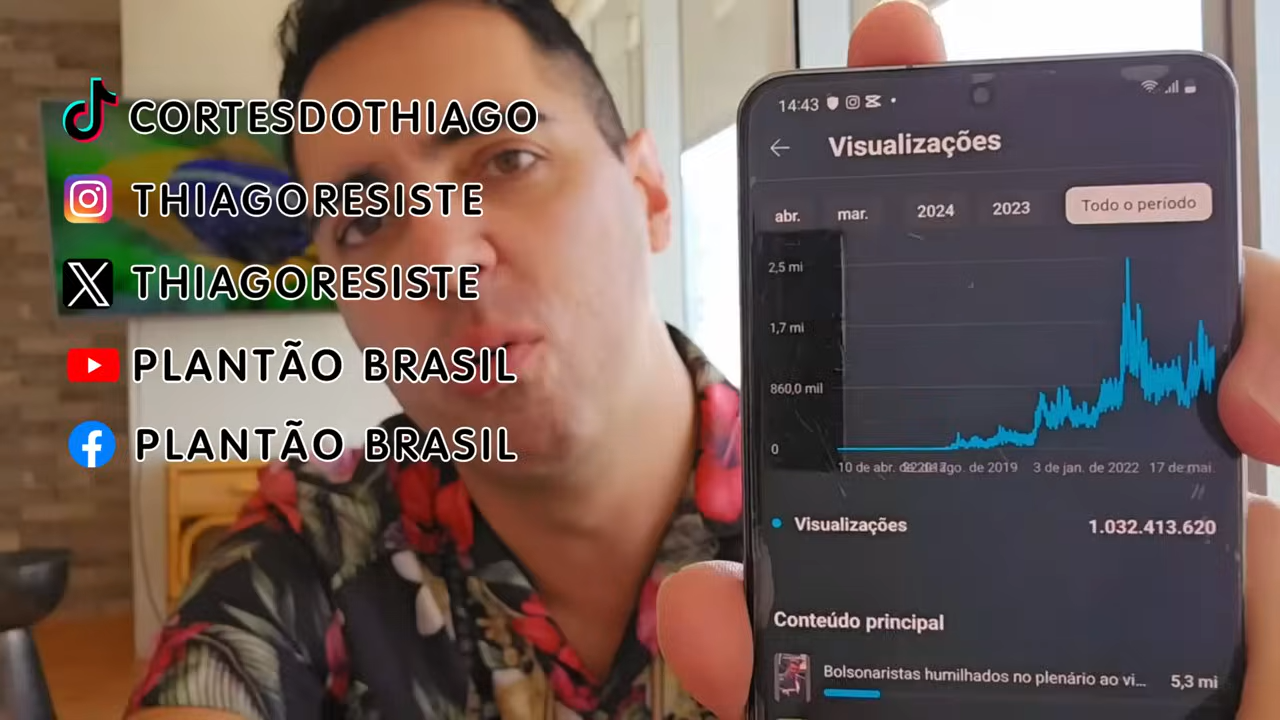 CORTESDOTHIAGO
THIAGORESISTE
THIAGORESISTE
PLANTÃO BRASIL
PLANTÃO BRASIL
14:43
Visualizações
abr. mar. 2024 2023 Todo o período
2,5 mi
1,7 mi
860,0 mil
0
10 de abr. de ago. de 2019 3 de jan. de 2022 17 de mai.
Visualizações 1.032.413.620
Conteúdo principal
Bolsonaristas humilhados no plenário ao vi... 5,3 mi